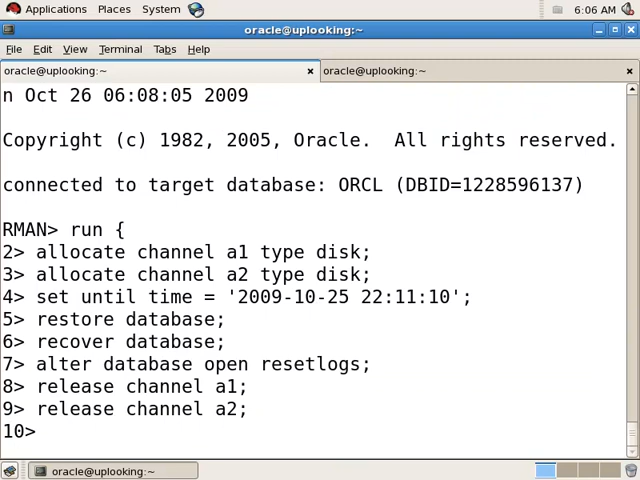 Applications Places System 6:06 AM
oracle@uplooking:~
File Edit View Terminal Tabs Help
oracle@uplooking:~ oracle@uplooking:~
n Oct 26 06:08:05 2009
Copyright (c) 1982, 2005, Oracle.  All rights reserved.
connected to target database: ORCL (DBID=1228596137)
RMAN> run {
2> allocate channel a1 type disk;
3> allocate channel a2 type disk;
4> set until time = '2009-10-25 22:11:10';
5> restore database;
6> recover database;
7> alter database open resetlogs;
8> release channel a1;
9> release channel a2;
10>
oracle@uplooking:~